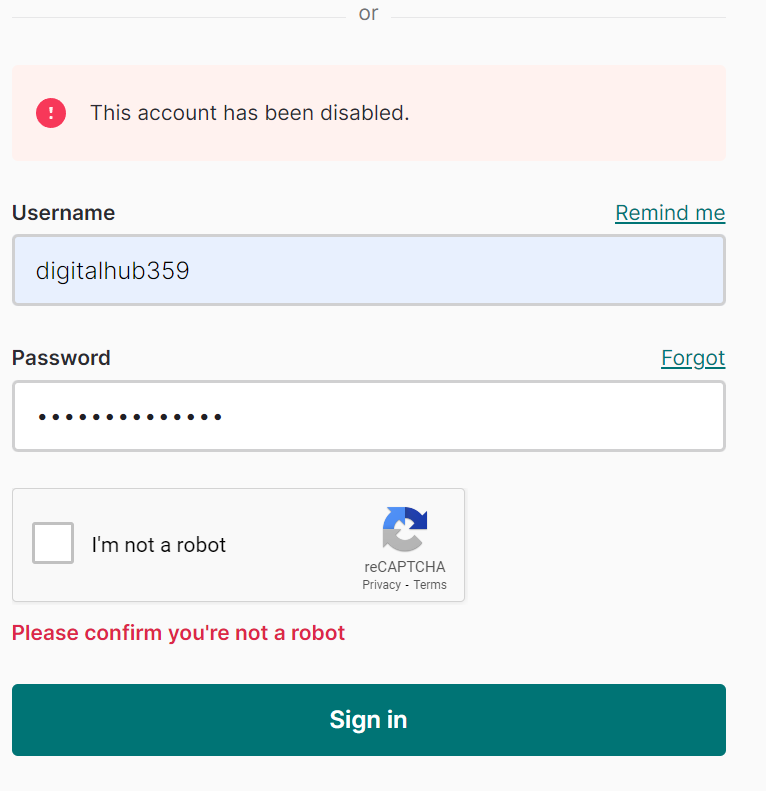 or
This account has been disabled.
Username Remind me
digitalhub359
Password Forgot
••••••••••••••
I'm not a robot
reCAPTCHA
Privacy - Terms
Please confirm you're not a robot
Sign in